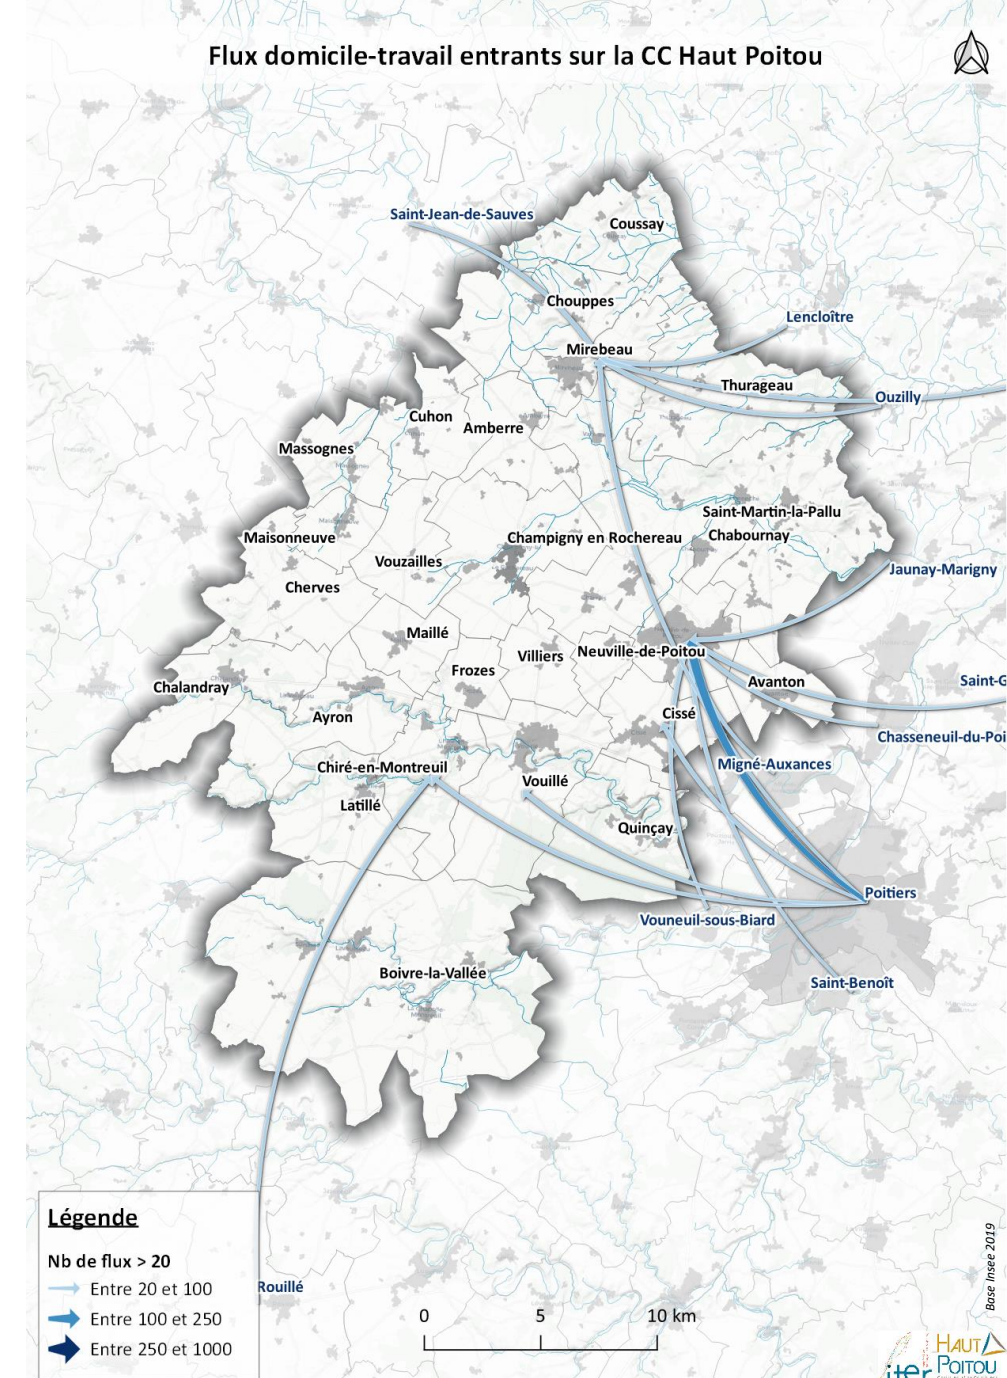 Flux domicile-travail entrants sur la CC Haut Poitou
Saint-Jean-de-Sauves
Coussay
Chouppes
Lencloître
Mirebeau
Thurageau
Ouzilly
Cuhon
Amberre
Massognes
Saint-Martin-la-Pallu
Maisonneuve
Champigny en Rochereau
Chabournay
Vouzailles
Jaunay-Marigny
Cherves
Maillé
Neuville-de-Poitou
Villiers
Frozes
Avanton
Saint-G
Chalandray
Cissé
Ayron
Chasseneuil-du-Poi
Chiré-en-Montreuil
Migné-Auxances
Vouillé
Latillé
Quinçay
Poitiers
Vouneuil-sous-Biard
Boivre-la-Vallée
Saint-Benoît
Légende
Nb de flux > 20
Entre 20 et 100
Entre 100 et 250
Entre 250 et 1000
Rouillé
0 5 10 km
Base Insee 2019
iter
HAUT
POITOU